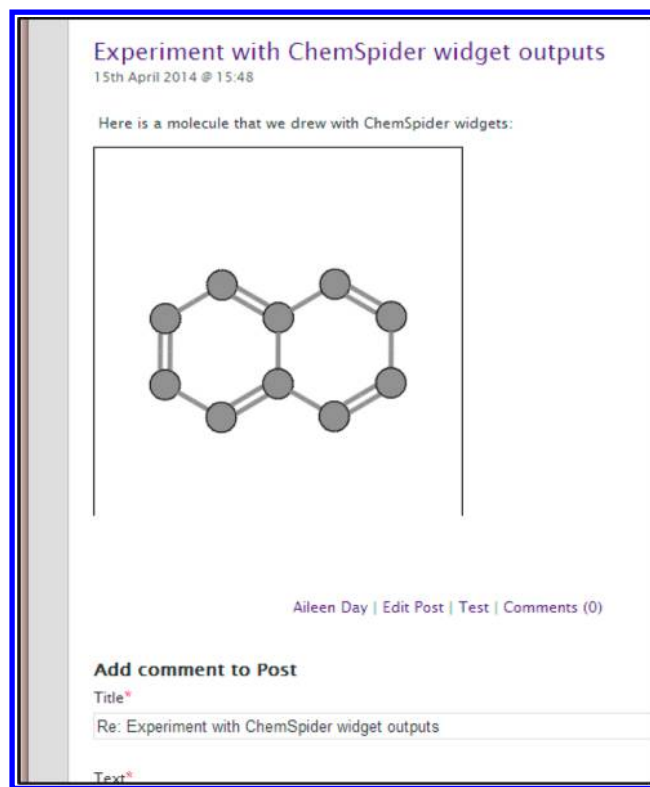 Experiment with ChemSpider widget outputs
15th April 2014 @ 15:48
Here is a molecule that we drew with ChemSpider widgets:
Aileen Day | Edit Post | Test | Comments (0)
Add comment to Post
Title*
Re: Experiment with ChemSpider widget outputs
Text*